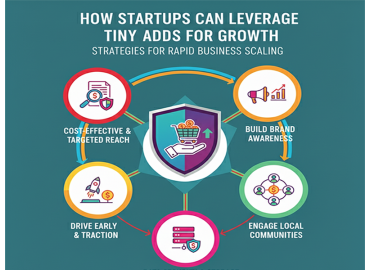 HOW STARTUPS CAN LEVERAGE
TINY ADDS FOR GROWTH
STRATEGIES FOR RAPID BUSINESS SCALING
COST-EFFECTIVE &
TARGETED REACH
BUILD BRAND
AWARENESS
DRIVE EARLY
& TRACTION
ENGAGE LOCAL
COMMUNITIES